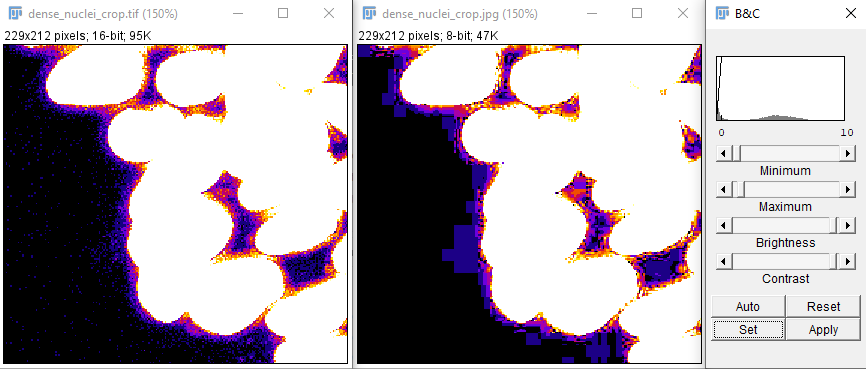 dense_nuclei_crop.tif (150%)
229x212 pixels; 16-bit; 95K
dense_nuclei_crop.jpg (150%)
229x212 pixels; 8-bit; 47K
B&C
0 10
Minimum
Maximum
Brightness
Contrast
Auto Reset
Set Apply